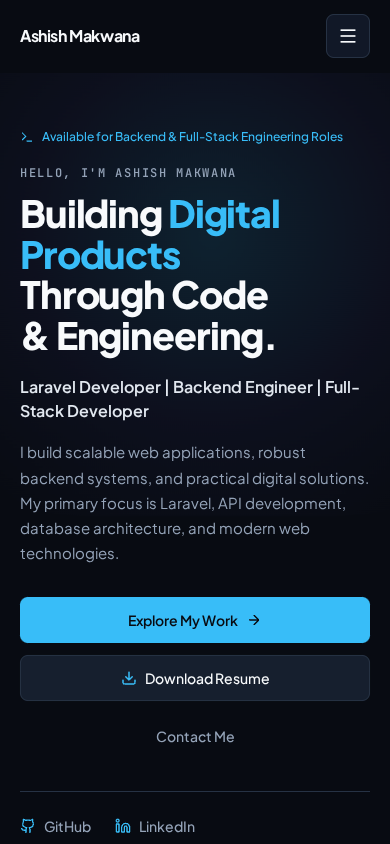 Ashish Makwana
Available for Backend & Full-Stack Engineering Roles
HELLO, I'M ASHISH MAKWANA
Building Digital
Products
Through Code
& Engineering.
Laravel Developer | Backend Engineer | Full-
Stack Developer
I build scalable web applications, robust
backend systems, and practical digital solutions.
My primary focus is Laravel, API development,
database architecture, and modern web
technologies.
Explore My Work
Download Resume
Contact Me
GitHub LinkedIn